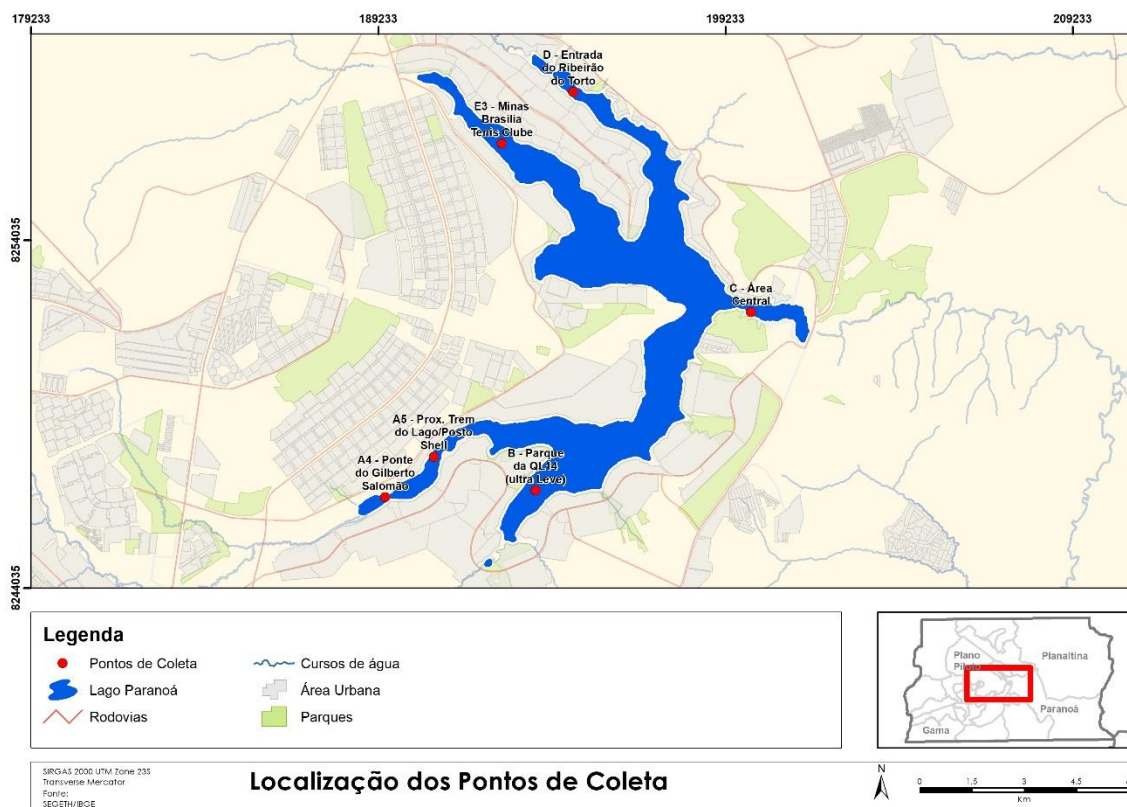 179233
189233
199233
209233
8254035
8244035
D - Entrada
do Ribeirão
do Torto
E3 - Minas
Brasilia
Tenis Clube
C - Área
Central
A5 - Prox. Trem
do Lago/Posto
Shell
A4 - Ponte
do Gilberto
Salomão
B - Parque
da QL14
(ultra Leve)
Legenda
Pontos de Coleta
Cursos de água
Lago Paranoá
Área Urbana
Rodovias
Parques
Plano
Piloto
Planaltina
Paranoá
Gama
SIRGAS 2000 UTM Zone 23S
Transverse Mercator
Fonte:
SEGETH/IBGE
Localização dos Pontos de Coleta
N
0 1.5 3 4.5
Km